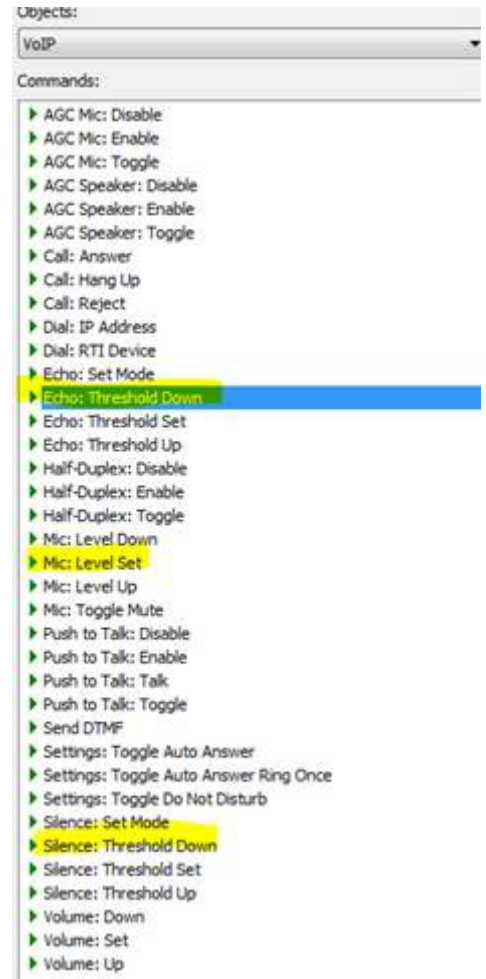 Objects:
VoIP
Commands:
AGC Mic: Disable
AGC Mic: Enable
AGC Mic: Toggle
AGC Speaker: Disable
AGC Speaker: Enable
AGC Speaker: Toggle
Call: Answer
Call: Hang Up
Call: Reject
Dial: IP Address
Dial: RTI Device
Echo: Set Mode
Echo: Threshold Down
Echo: Threshold Set
Echo: Threshold Up
Half-Duplex: Disable
Half-Duplex: Enable
Half-Duplex: Toggle
Mic: Level Down
Mic: Level Set
Mic: Level Up
Mic: Toggle Mute
Push to Talk: Disable
Push to Talk: Enable
Push to Talk: Talk
Push to Talk: Toggle
Send DTMF
Settings: Toggle Auto Answer
Settings: Toggle Auto Answer Ring Once
Settings: Toggle Do Not Disturb
Silence: Set Mode
Silence: Threshold Down
Silence: Threshold Set
Silence: Threshold Up
Volume: Down
Volume: Set
Volume: Up